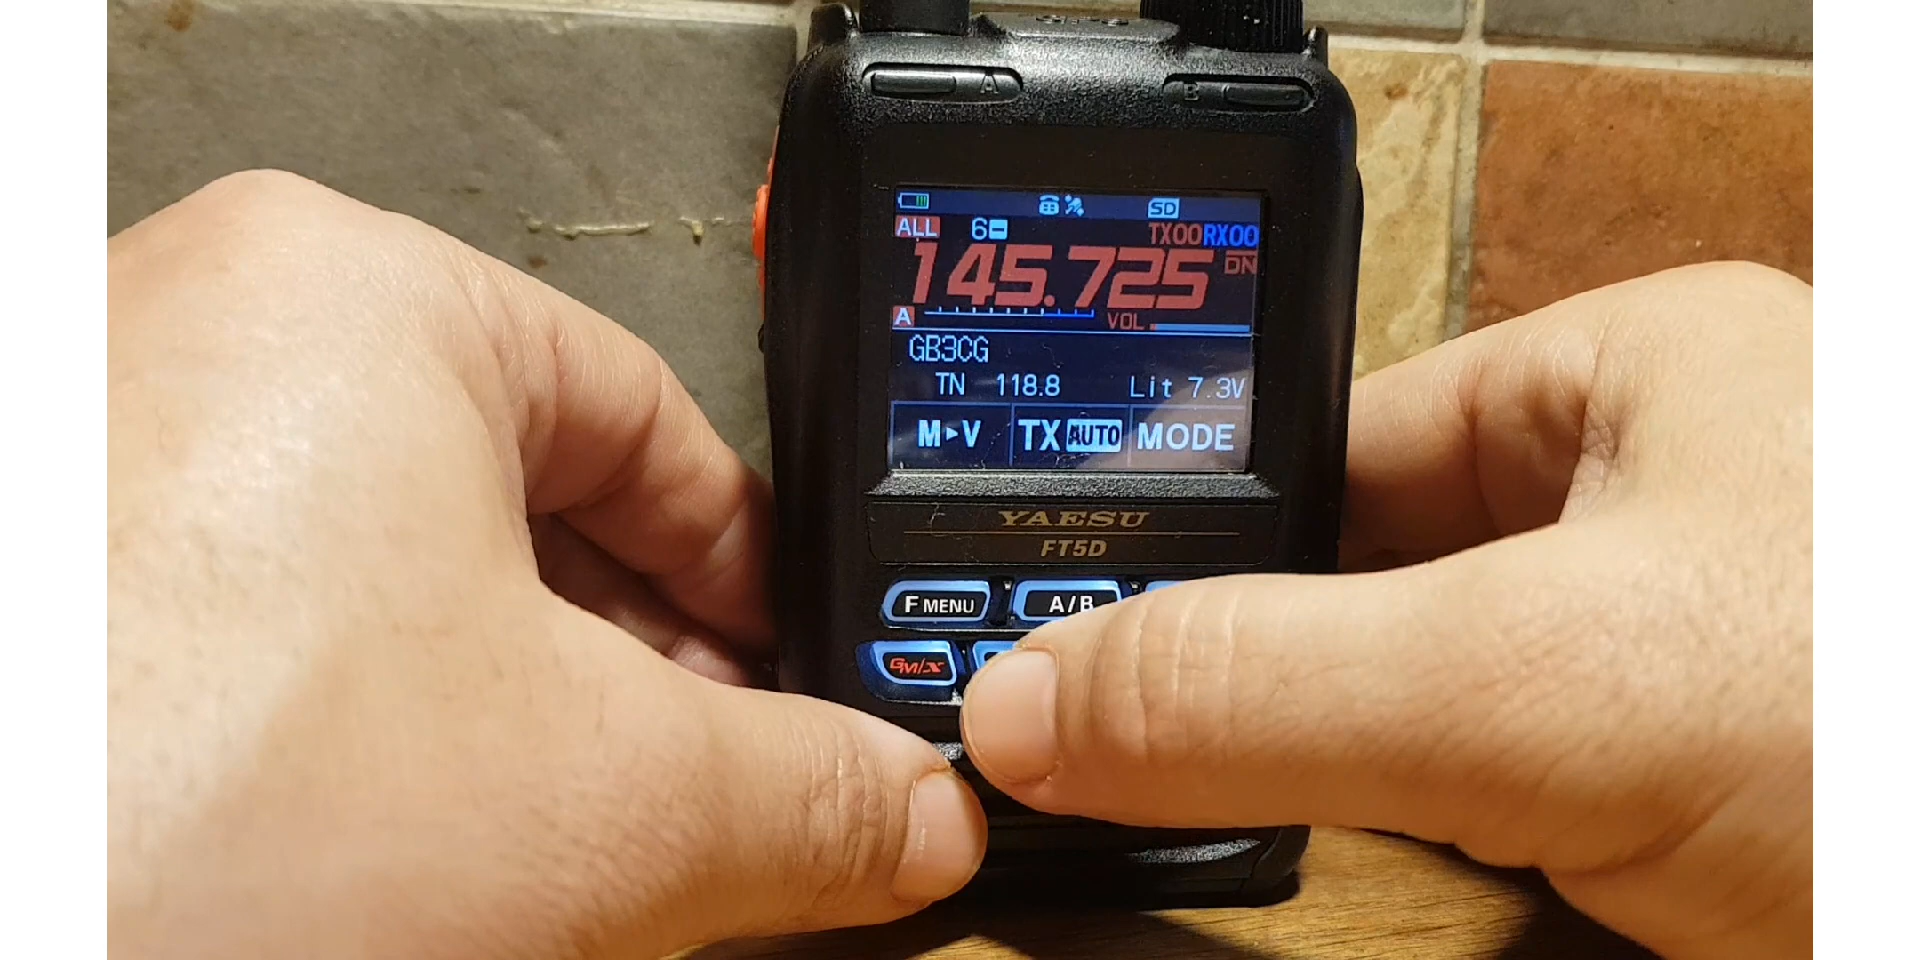 A B
SD
ALL 6- TX00RX00
145.725 DN
A VOL
GB3CG
TN 118.8 Lit 7.3V
M▸V TX AUTO MODE
YAESU
FT5D
F MENU A/B
GM/X